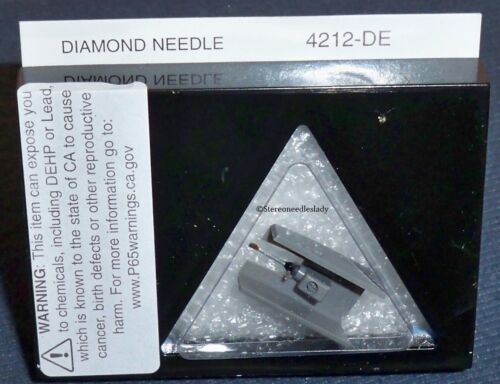 DIAMOND NEEDLE 4212-DE
DIAMOND NEEDLE
WARNING: This item can expose you
to chemicals, including DEHP or Lead,
which is known to the state of CA to cause
cancer, birth defects or other reproductive
harm. For more information go to:
www.P65warnings.ca.gov
©Stereoneedleslady